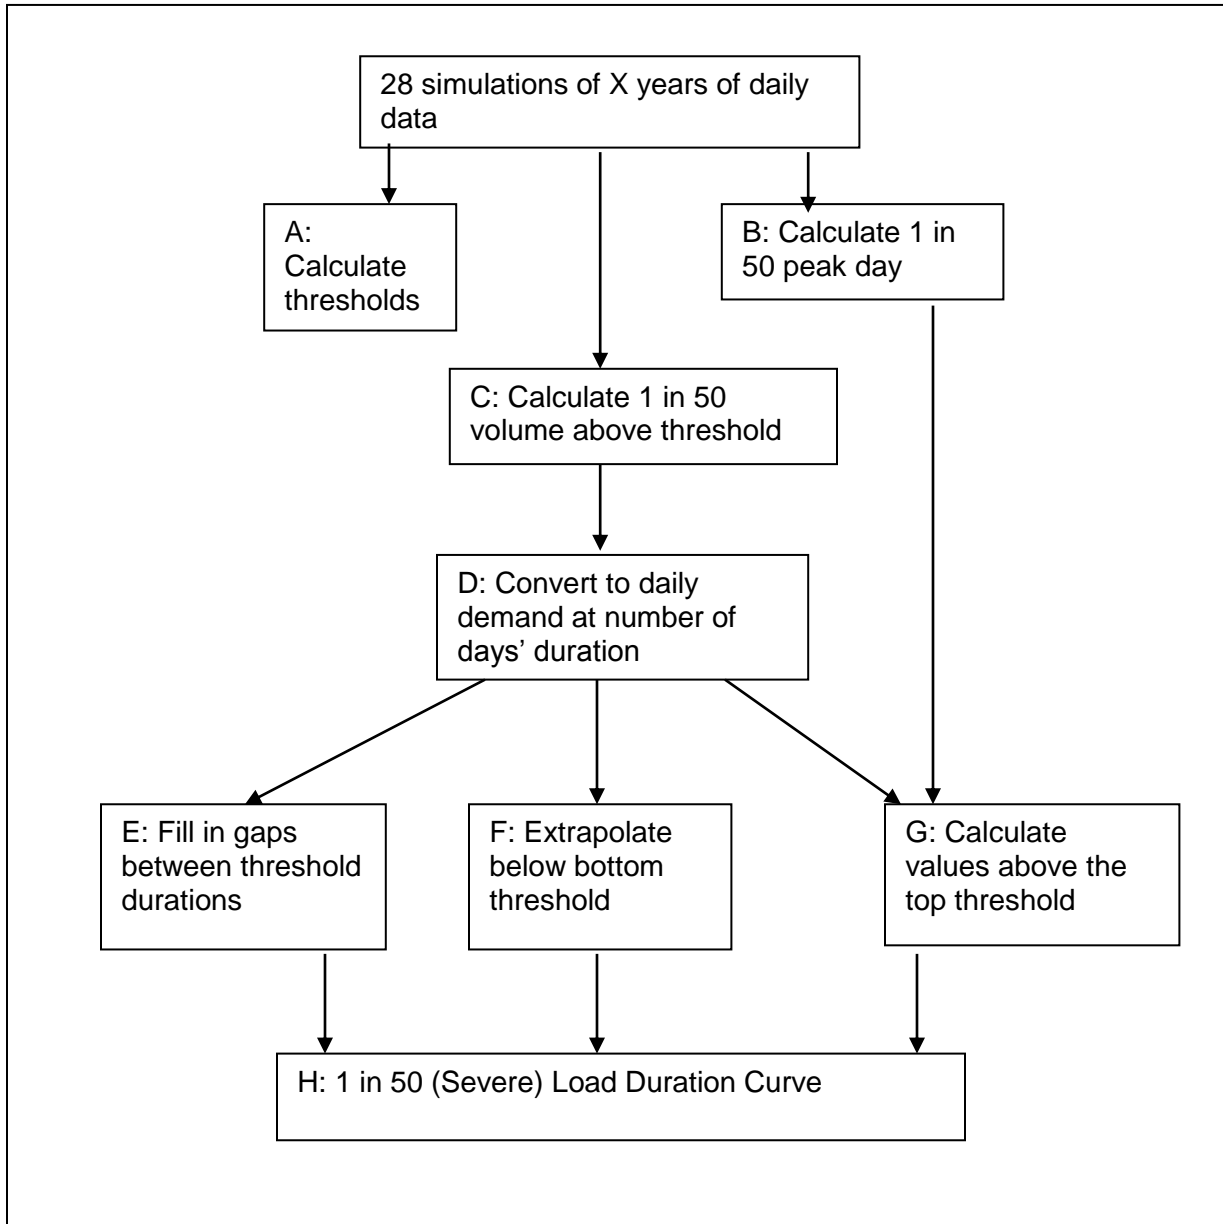 28 simulations of X years of daily
data
A:
Calculate
thresholds
B: Calculate 1 in
50 peak day
C: Calculate 1 in 50
volume above threshold
D: Convert to daily
demand at number of
days’ duration
E: Fill in gaps
between threshold
durations
F: Extrapolate
below bottom
threshold
G: Calculate
values above the
top threshold
H: 1 in 50 (Severe) Load Duration Curve